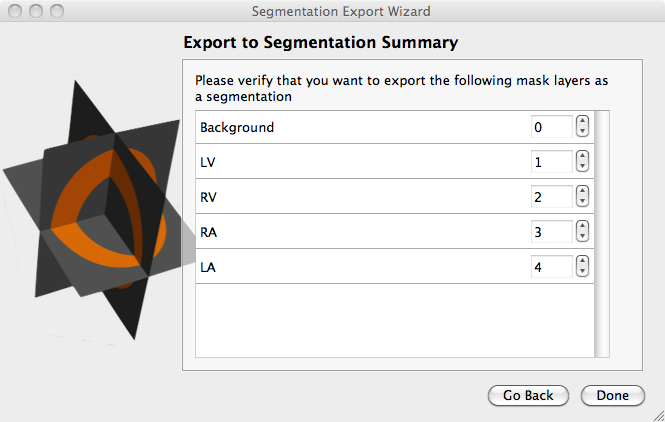 Segmentation Export Wizard
Export to Segmentation Summary
Please verify that you want to export the following mask layers as
a segmentation
Background 0
LV 1
RV 2
RA 3
LA 4
Go Back Done